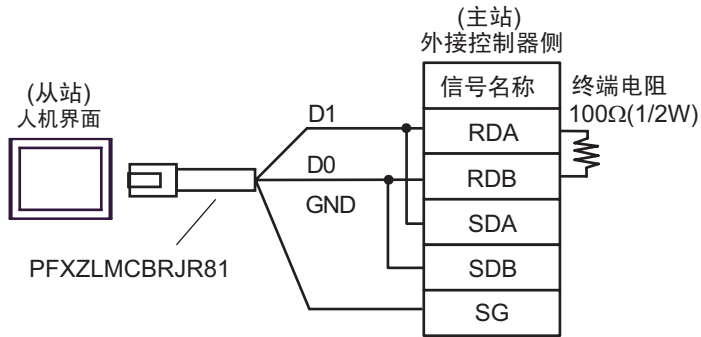 (主站)
外接控制器侧
(从站)
人机界面
信号名称
终端电阻
100Ω(1/2W)
D1
RDA
D0
RDB
GND
SDA
PFXZLMCBRJR81
SDB
SG